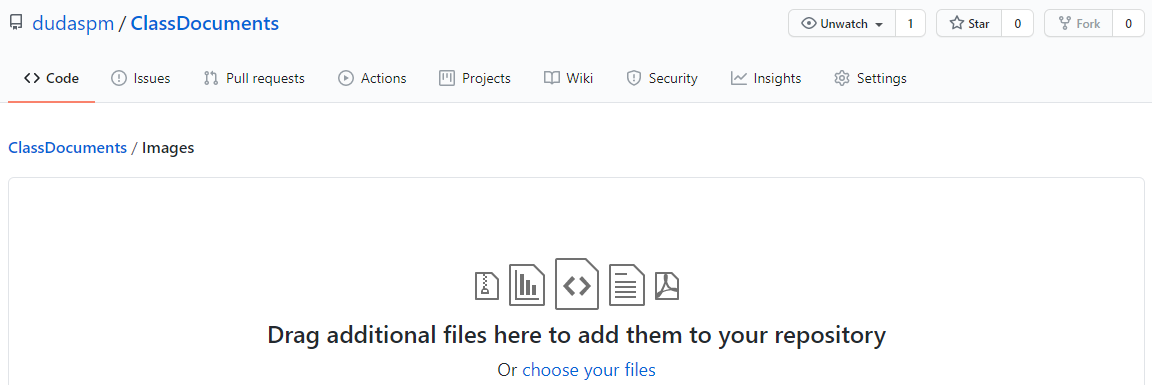 dudaspm / ClassDocuments Unwatch 1 Star 0 Fork 0
Code Issues Pull requests Actions Projects Wiki Security Insights Settings
ClassDocuments / Images
Drag additional files here to add them to your repository
Or choose your files